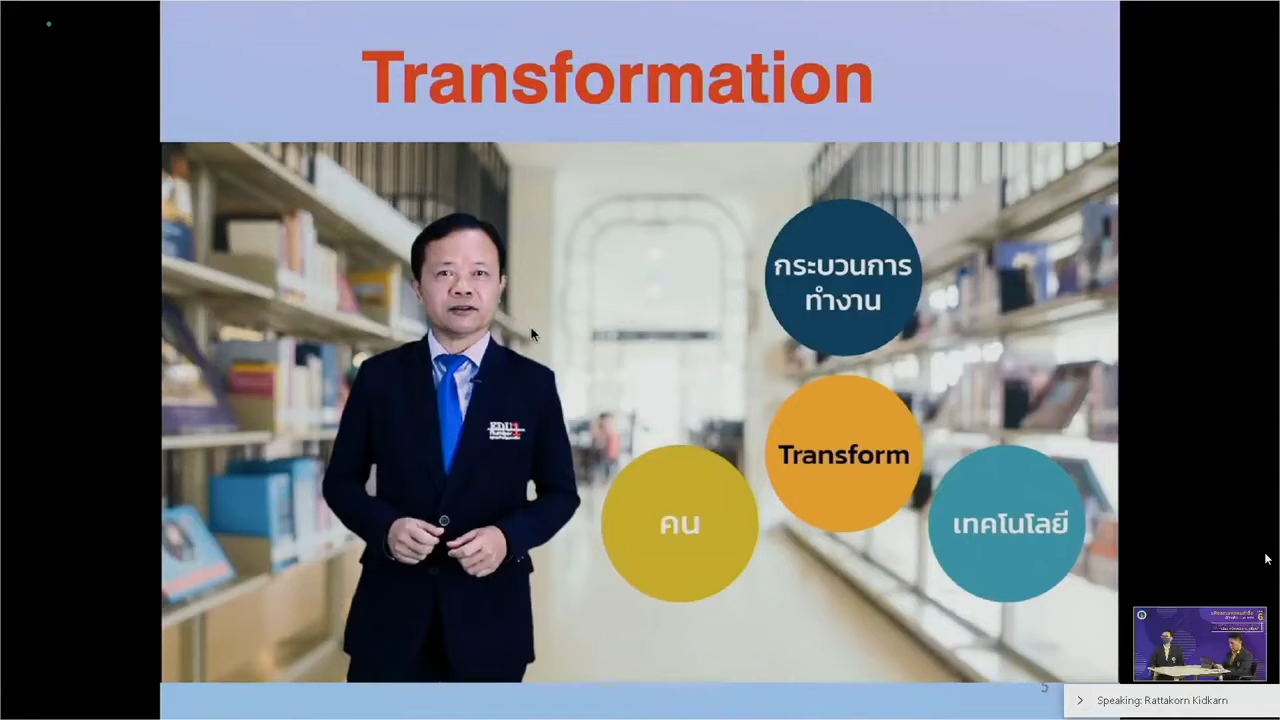 Transformation
กระบวนการ
ทำงาน
Transform
คน
เทคโนโลยี
EDU
5
Speaking: Rattakorn Kidkarn